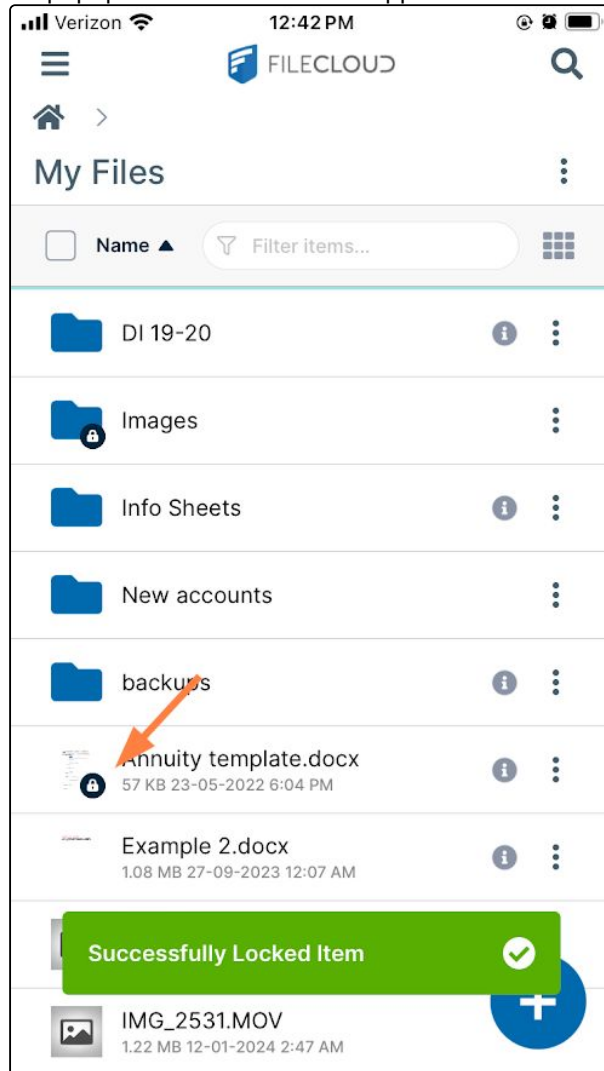 Verizon 12:42 PM
FILECLOUD
My Files
Name ▲ Filter items...
DI 19-20
Images
Info Sheets
New accounts
backups
Annuity template.docx
57 KB 23-05-2022 6:04 PM
Example 2.docx
1.08 MB 27-09-2023 12:07 AM
Successfully Locked Item
IMG_2531.MOV
1.22 MB 12-01-2024 2:47 AM